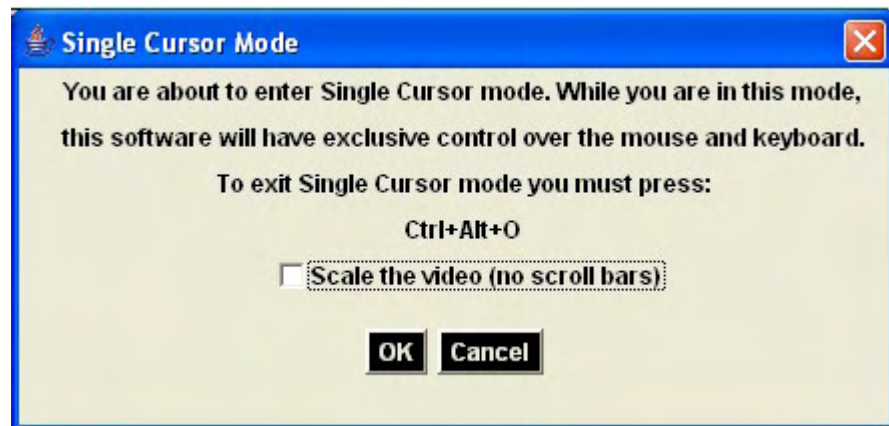 Single Cursor Mode
You are about to enter Single Cursor mode. While you are in this mode,
this software will have exclusive control over the mouse and keyboard.
To exit Single Cursor mode you must press:
Ctrl+Alt+O
Scale the video (no scroll bars)
OK Cancel